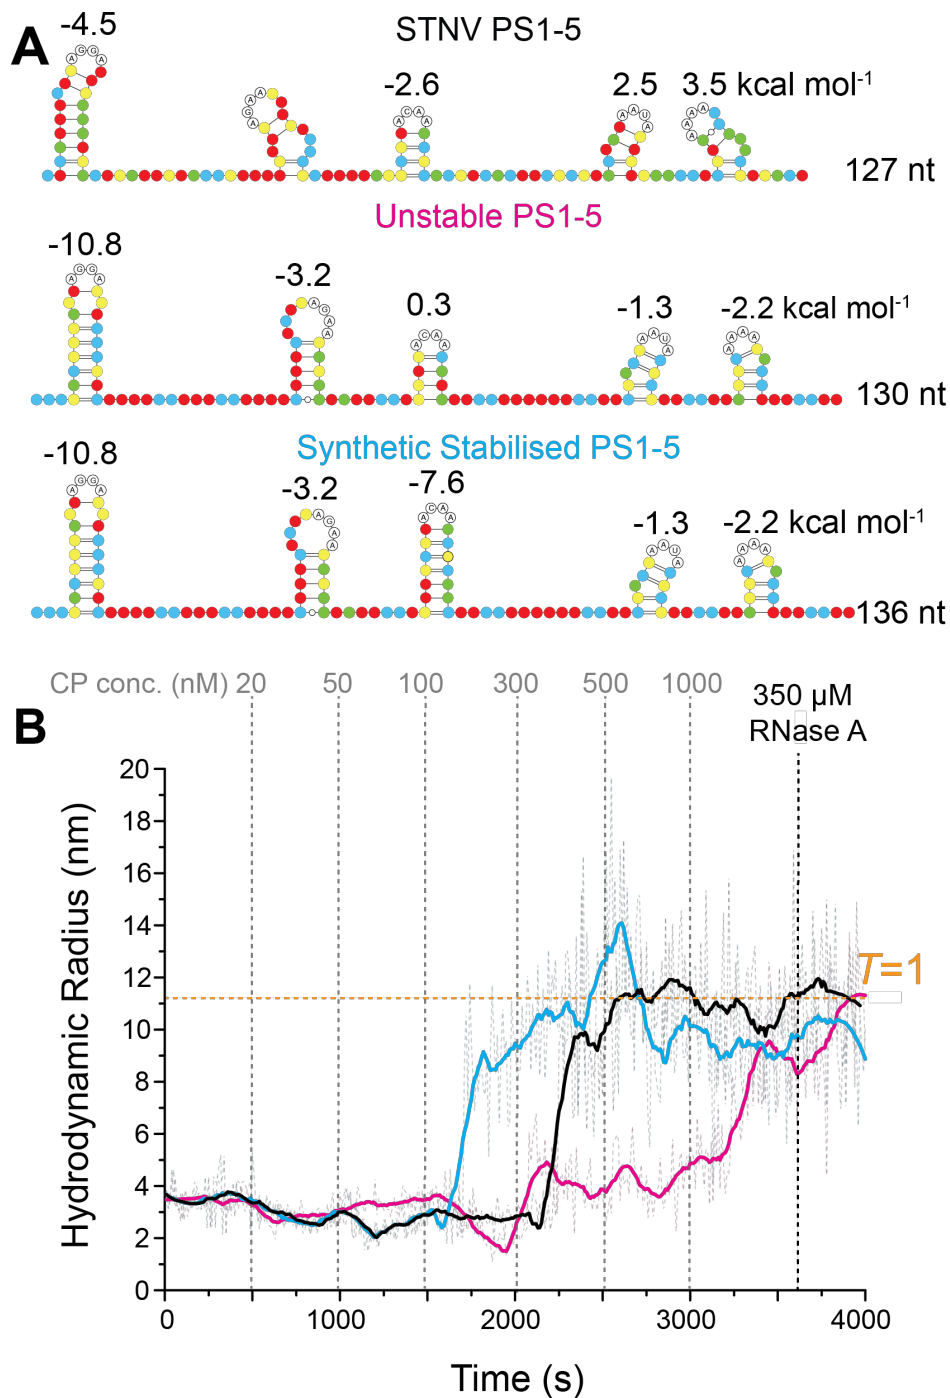 A
STNV PS1-5
-4.5
-2.6
2.5
3.5 kcal mol-1
A G G
A A G A
A C A A
A A U A
A A A A A
127 nt
Unstable PS1-5
-10.8
-3.2
0.3
-1.3
-2.2 kcal mol-1
A G G A
A G A A
A C A A
A A U A
A A A A
130 nt
Synthetic Stabilised PS1-5
-10.8
-3.2
-7.6
-1.3
-2.2 kcal mol-1
A G G A
A G A A
A C A A
A A U A
A A A A
136 nt
CP conc. (nM) 20 50 100 300 500 1000
350 µM
RNase A
B
Hydrodynamic Radius (nm)
20
18
16
14
12
10
8
6
4
2
0
T=1
0 1000 2000 3000 4000
Time (s)